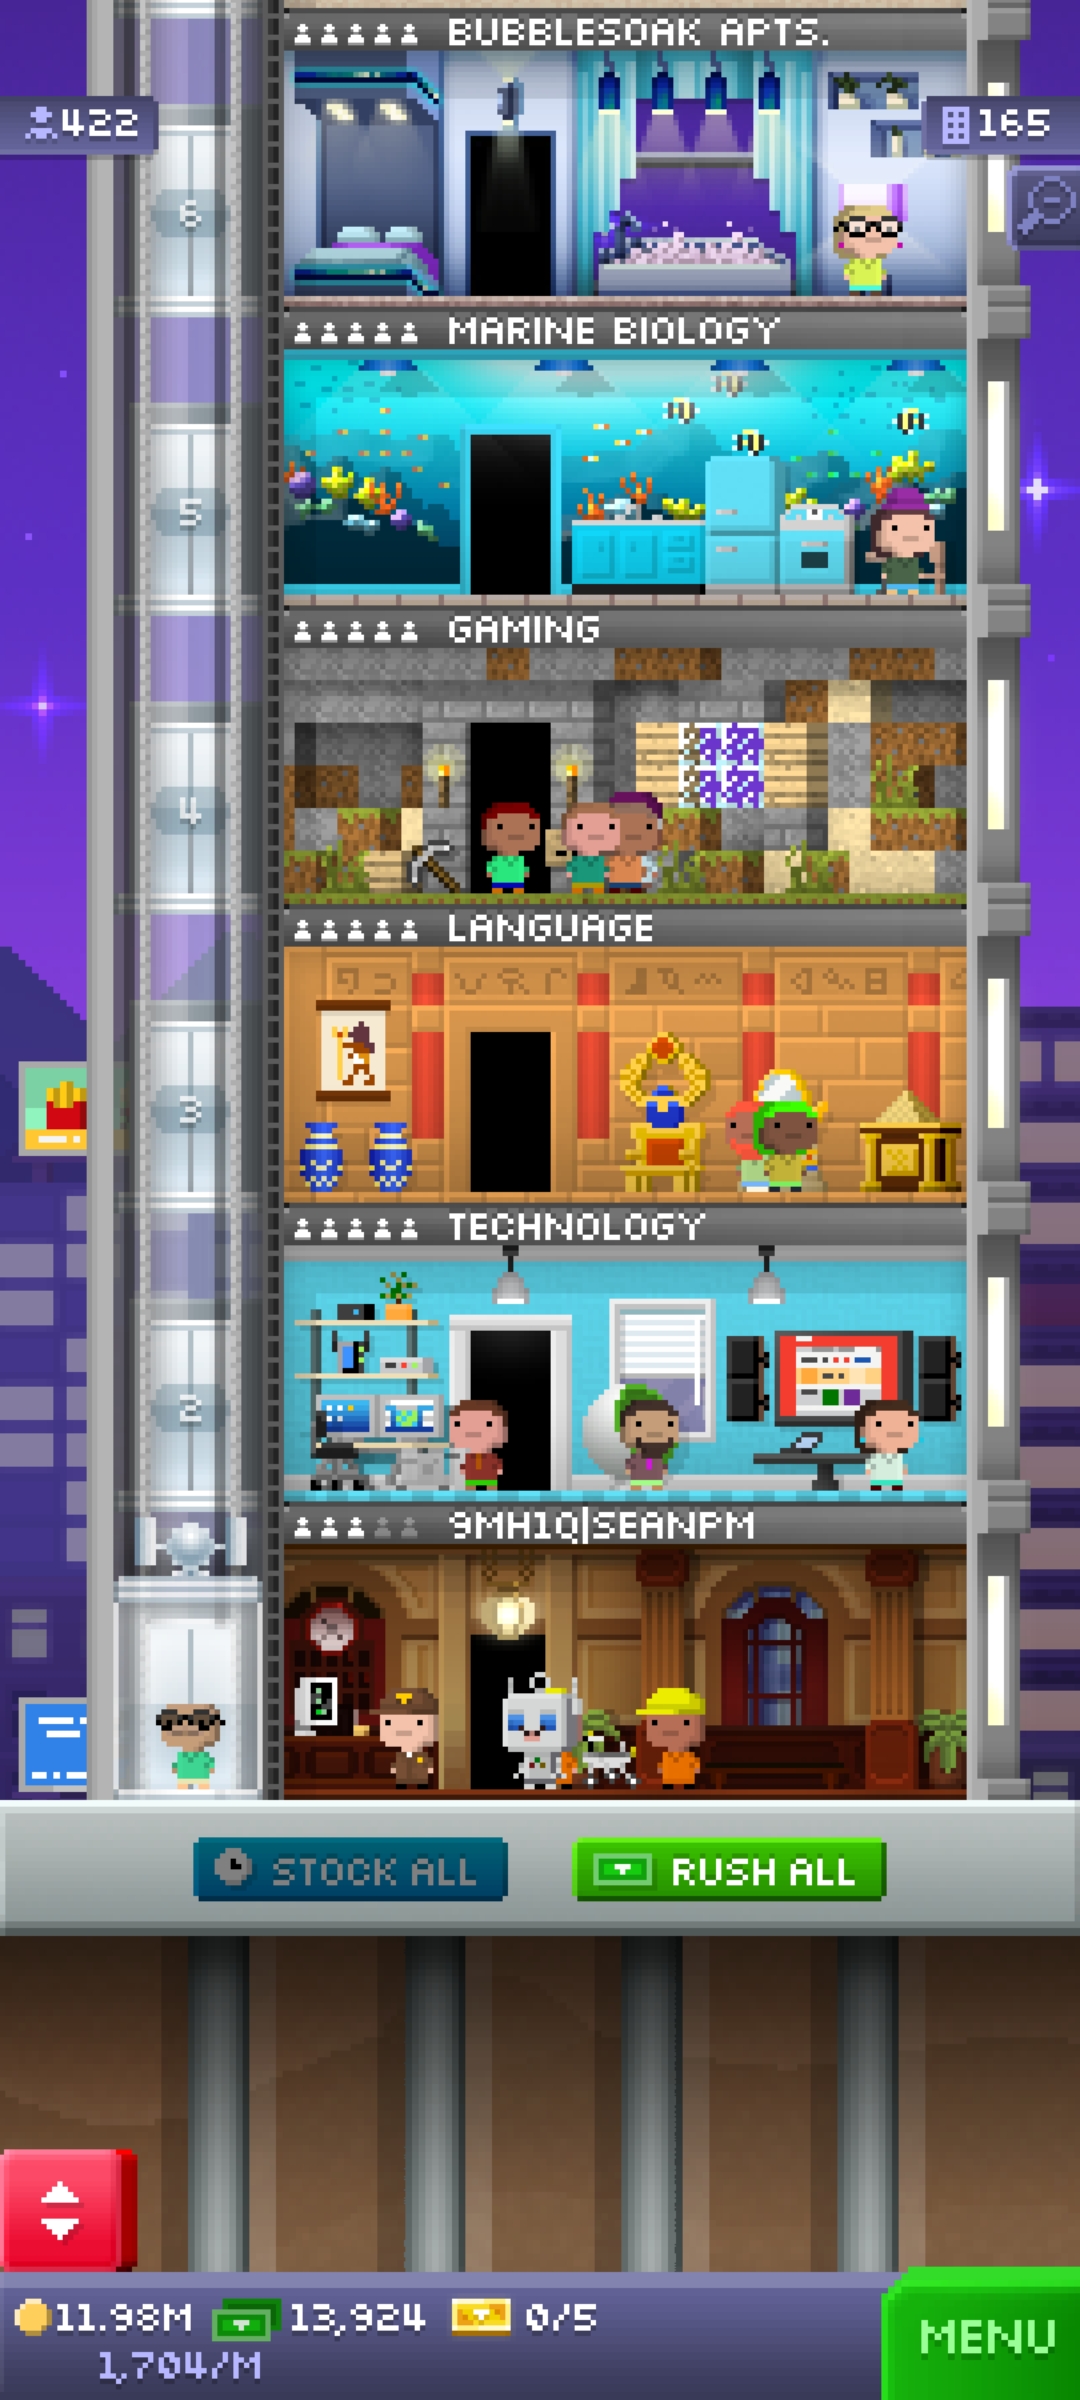 BUBBLESOAK APTS.
422
165
6
MARINE BIOLOGY
5
GAMING
4
LANGUAGE
3
TECHNOLOGY
2
9MH1Q|SEANPM
STOCK ALL
RUSH ALL
11.98M
13,924
0/5
1,704/M
MENU